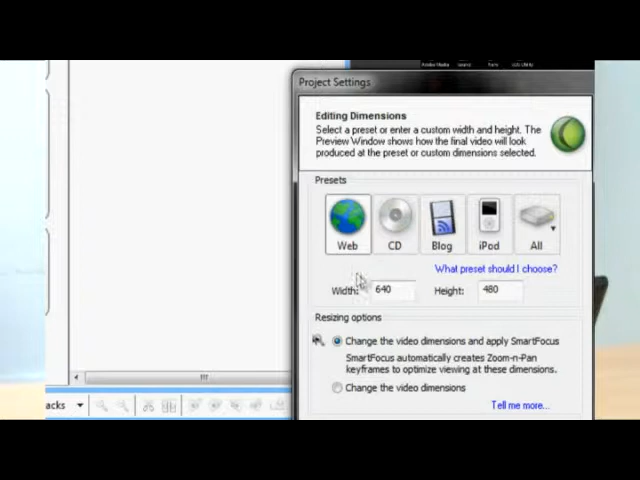 Project Settings
Editing Dimensions
Select a preset or enter a custom width and height. The
Preview Window shows how the final video will look
produced at the preset or custom dimensions selected.
Presets
Web CD Blog iPod All
What preset should I choose?
Width: 640 Height: 480
Resizing options
Change the video dimensions and apply SmartFocus
SmartFocus automatically creates Zoom-n-Pan
keyframes to optimize viewing at these dimensions.
Change the video dimensions
acks
Tell me more...